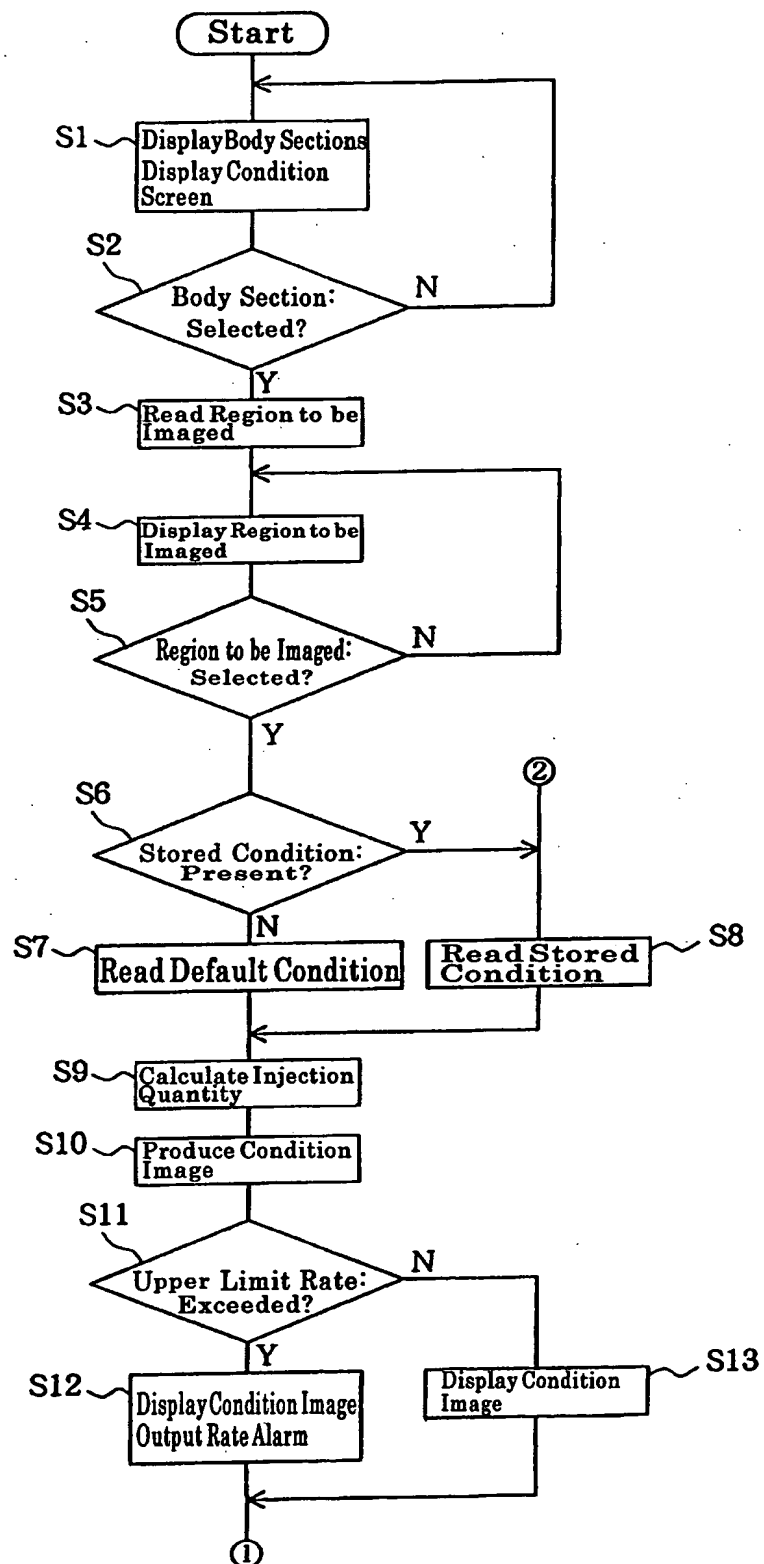 Start
S1
Display Body Sections
Display Condition
Screen
S2
Body Section:
Selected?
N
Y
S3
Read Region to be
Imaged
S4
Display Region to be
Imaged
S5
Region to be Imaged:
Selected?
N
Y
②
S6
Stored Condition:
Present?
Y
N
S7
Read Default Condition
S8
Read Stored
Condition
S9
Calculate Injection
Quantity
S10
Produce Condition
Image
S11
Upper Limit Rate:
Exceeded?
N
Y
S12
Display Condition Image
Output Rate Alarm
S13
Display Condition
Image
①